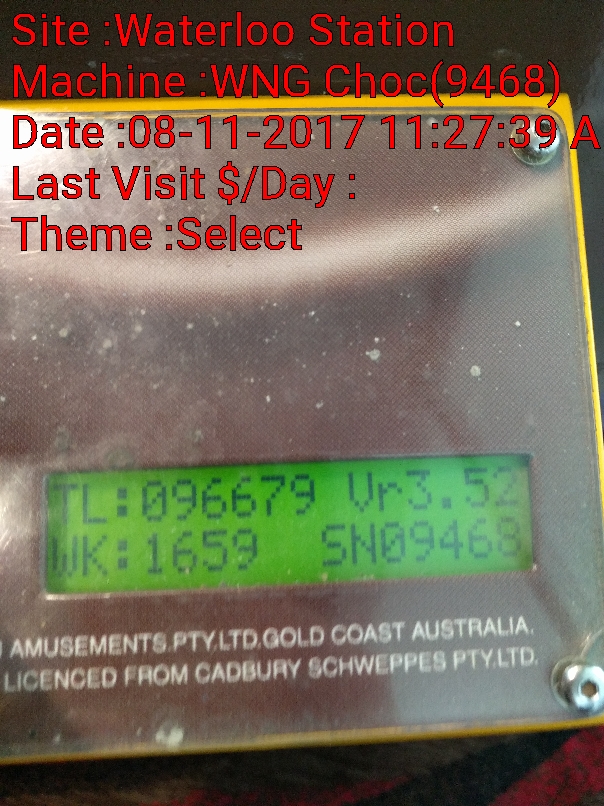 Site :Waterloo Station
Machine :WNG Choc(9468)
Date :08-11-2017 11:27:39 A
Last Visit $/Day :
Theme :Select
TL:096679 Vr3.52
WK:1659 SN09468
AMUSEMENTS.PTY.LTD.GOLD COAST AUSTRALIA.
LICENCED FROM CADBURY SCHWEPPES PTY.LTD.